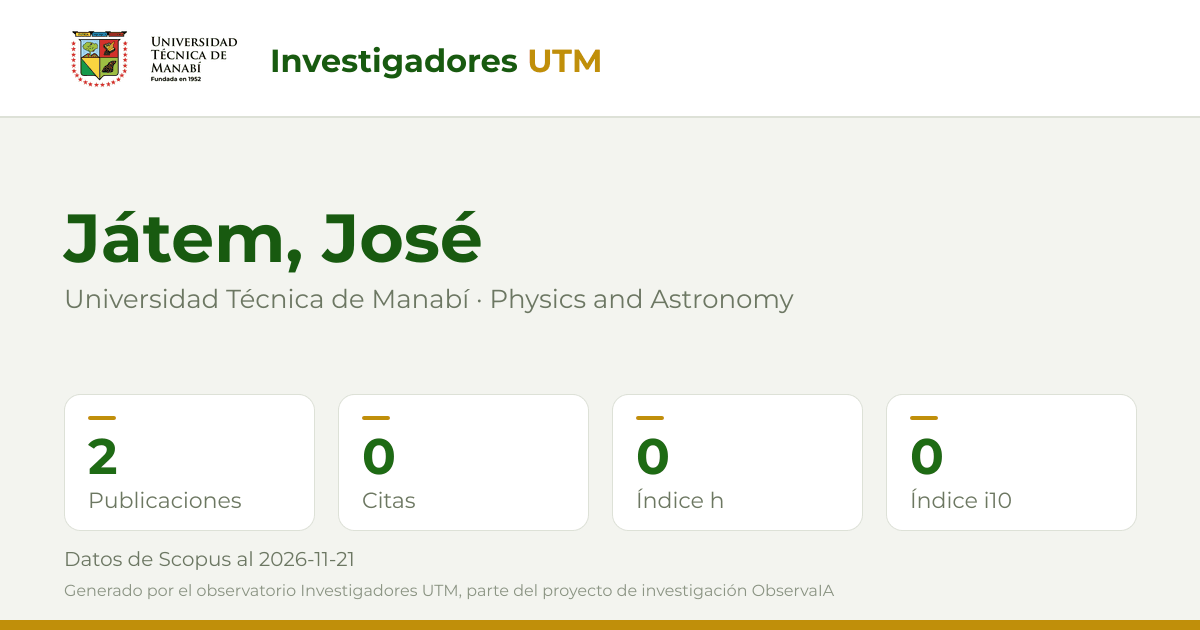 UNIVERSIDAD
TÉCNICA DE
MANABÍ
Fundada en 1952
Investigadores UTM
Játem, José
Universidad Técnica de Manabí · Physics and Astronomy
2
Publicaciones
0
Citas
0
Índice h
0
Índice i10
Datos de Scopus al 2026-11-21
Generado por el observatorio Investigadores UTM, parte del proyecto de investigación ObservaIA